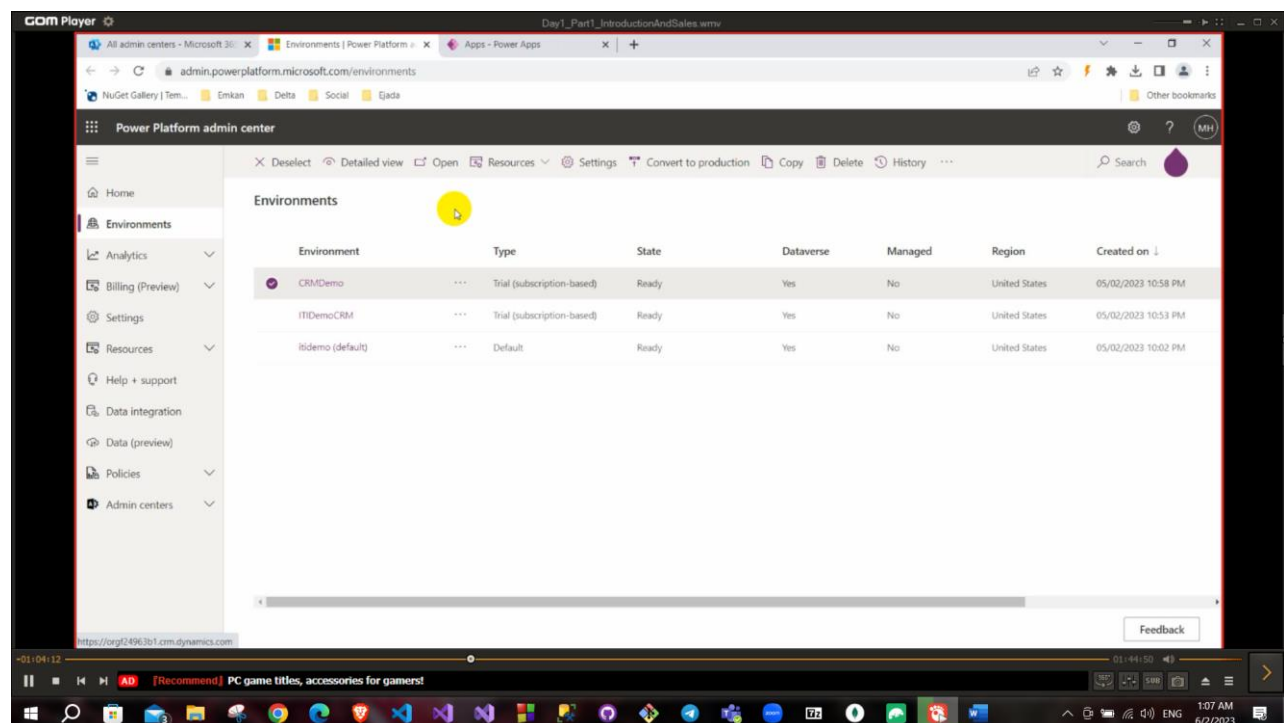 GOM Player Day1_Part1_IntroductionAndSales.wmv
All admin centers - Microsoft 36 Environments | Power Platform a Apps - Power Apps
admin.powerplatform.microsoft.com/environments
NuGet Gallery | Tem... Emkan Delta Social Ejada Other bookmarks
Power Platform admin center ? MH
Deselect Detailed view Open Resources Settings Convert to production Copy Delete History ... Search
Home
Environments
Analytics
Billing (Preview)
Settings
Resources
Help + support
Data integration
Data (preview)
Policies
Admin centers
Environments
Environment Type State Dataverse Managed Region Created on ↓
CRMDemo ... Trial (subscription-based) Ready Yes No United States 05/02/2023 10:58 PM
ITIDemoCRM ... Trial (subscription-based) Ready Yes No United States 05/02/2023 10:53 PM
itidemo (default) ... Default Ready Yes No United States 05/02/2023 10:02 PM
Feedback
https://orgf24963b1.crm.dynamics.com
-01:04:12 01:44:50
AD [Recommend] PC game titles, accessories for gamers! SUB
7z zoom ENG 1:07 AM
6/2/2023